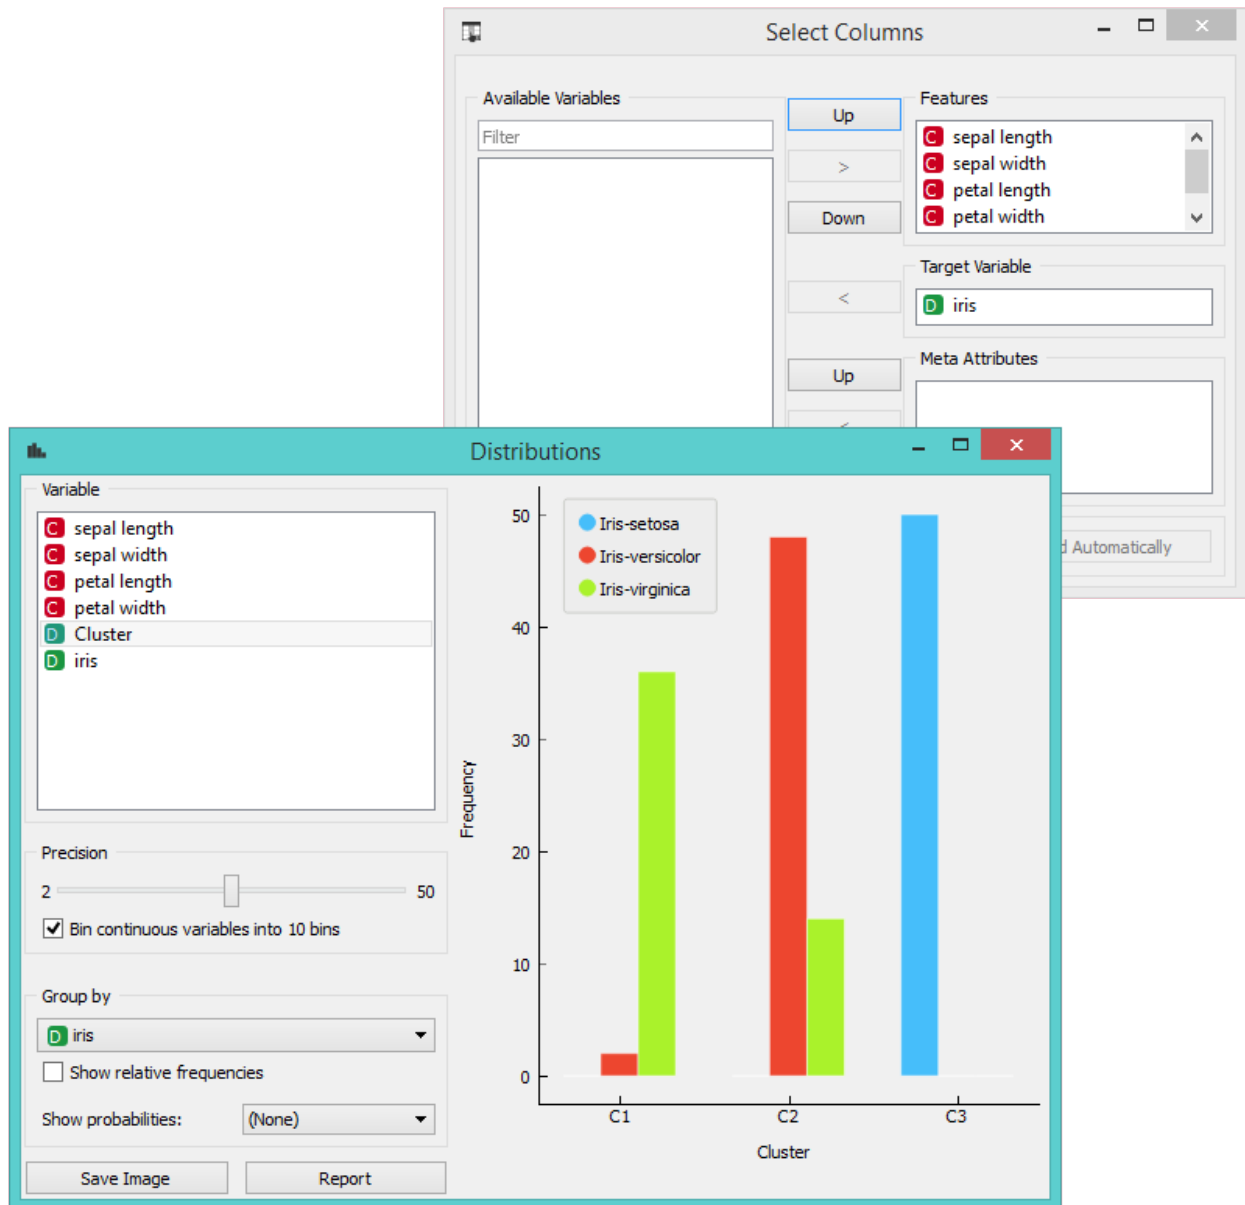 Select Columns
Available Variables
Filter
Up
>
Down
<
Up
<
Features
C sepal length
C sepal width
C petal length
C petal width
Target Variable
D iris
Meta Attributes
Automatically
Distributions
Variable
C sepal length
C sepal width
C petal length
C petal width
D Cluster
D iris
Precision
2 50
Bin continuous variables into 10 bins
Group by
D iris
Show relative frequencies
Show probabilities: (None)
Save Image Report
Iris-setosa
Iris-versicolor
Iris-virginica
Frequency
50
40
30
20
10
0
C1 C2 C3
Cluster